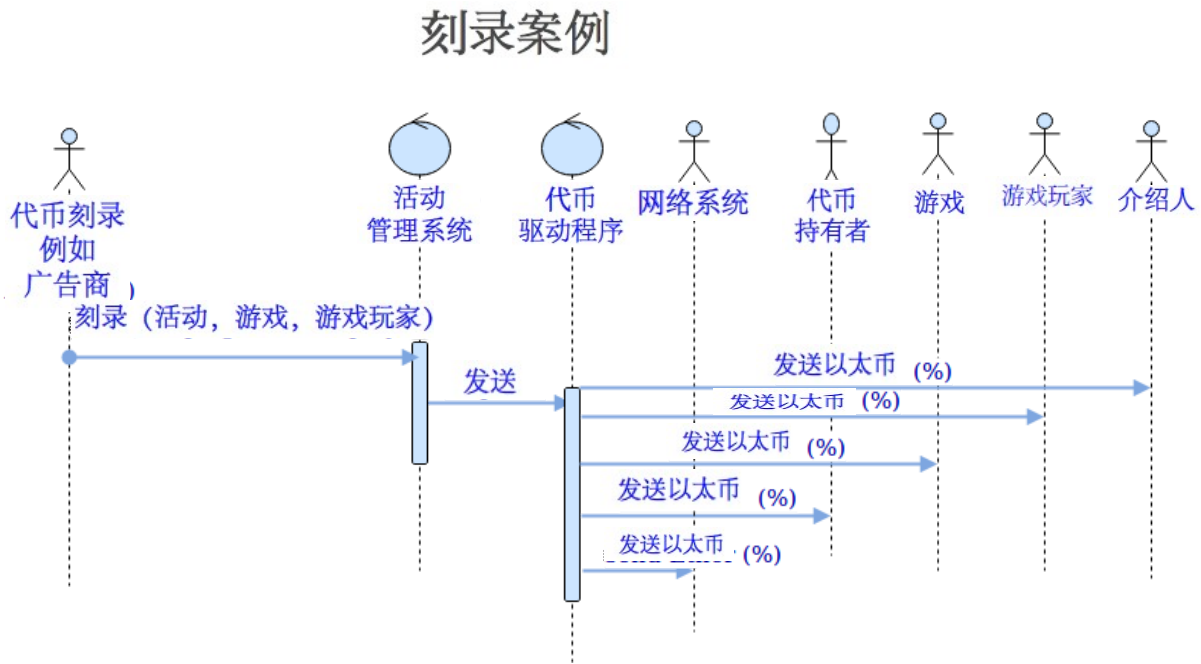 刻录案例
代币刻录
例如
广告商 )
活动
管理系统
代币
驱动程序
网络系统
代币
持有者
游戏
游戏玩家
介绍人
刻录（活动，游戏，游戏玩家）
发送
发送以太币 (%)
发送以太币 (%)
发送以太币 (%)
发送以太币 (%)
发送以太币 (%)